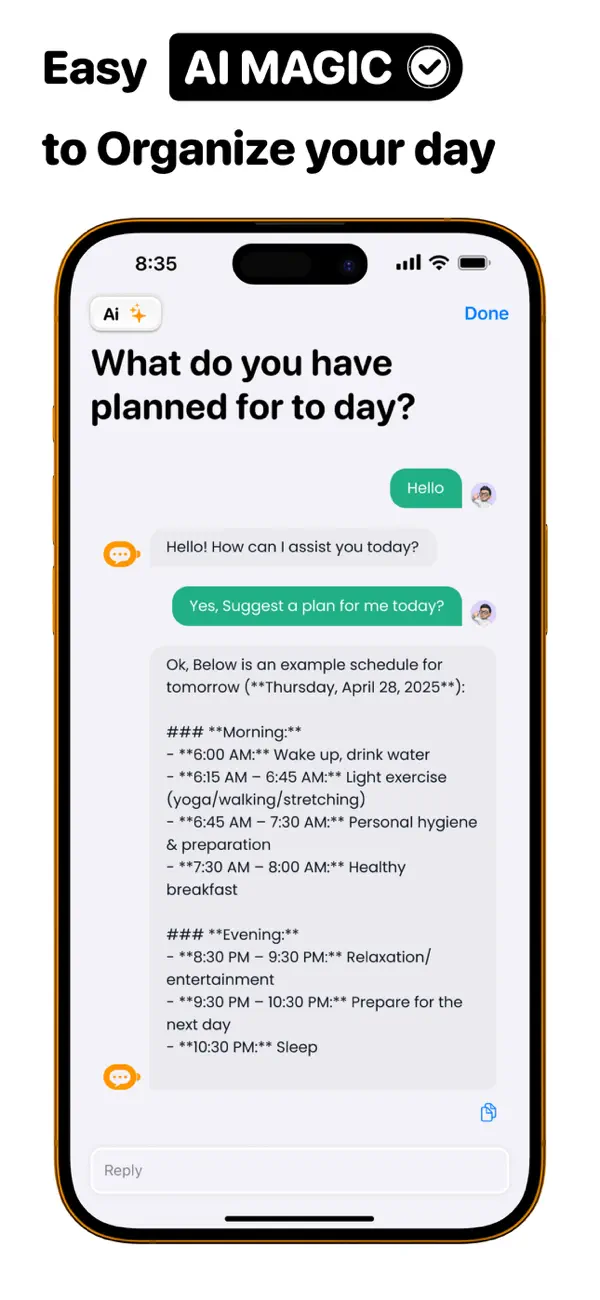 Easy AI MAGIC
to Organize your day
8:35
Ai
Done
What do you have
planned for to day?
Hello
Hello! How can I assist you today?
Yes, Suggest a plan for me today?
Ok, Below is an example schedule for
tomorrow (**Thursday, April 28, 2025**):
### **Morning:**
- **6:00 AM:** Wake up, drink water
- **6:15 AM – 6:45 AM:** Light exercise
(yoga/walking/stretching)
- **6:45 AM – 7:30 AM:** Personal hygiene
& preparation
- **7:30 AM – 8:00 AM:** Healthy
breakfast
### **Evening:**
- **8:30 PM – 9:30 PM:** Relaxation/
entertainment
- **9:30 PM – 10:30 PM:** Prepare for the
next day
- **10:30 PM:** Sleep
Reply